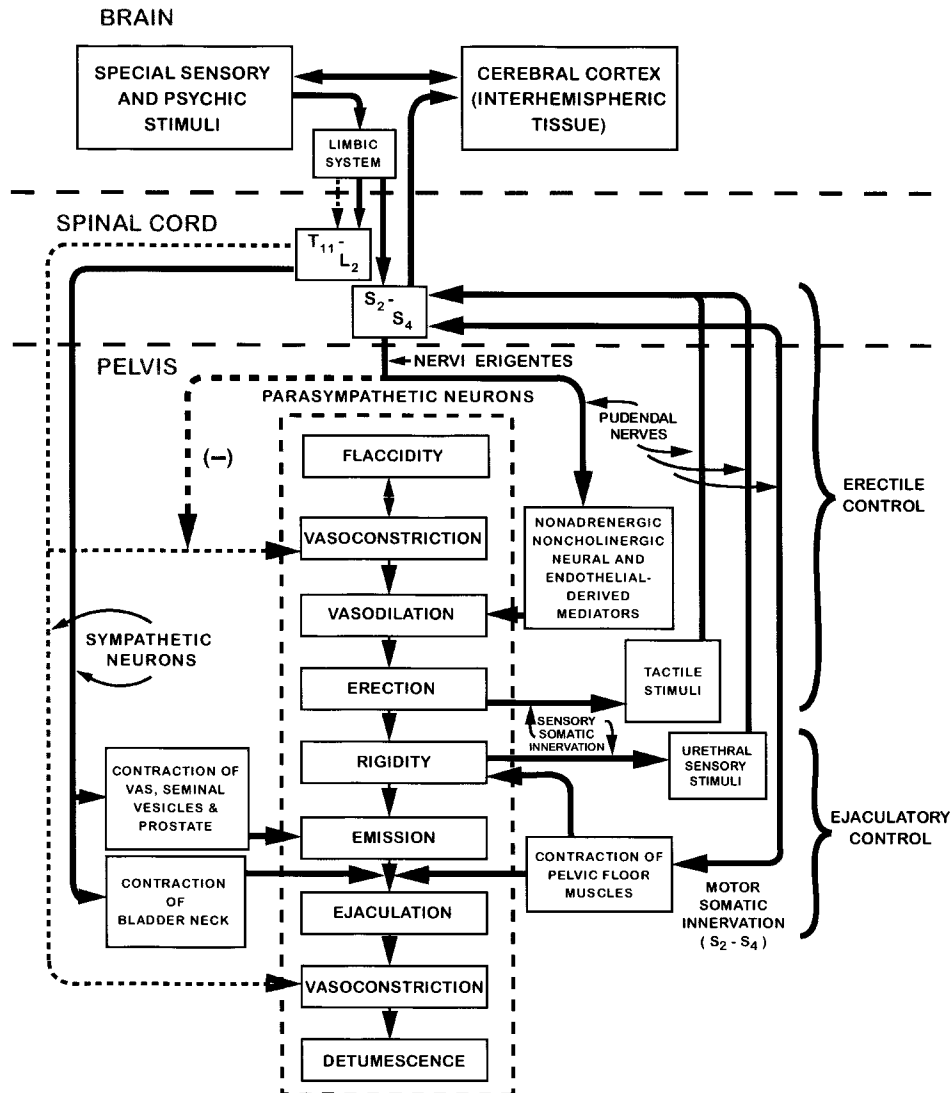 BRAIN
SPECIAL SENSORY
AND PSYCHIC
STIMULI
CEREBRAL CORTEX
(INTERHEMISPHERIC
TISSUE)
LIMBIC
SYSTEM
SPINAL CORD
T11-
L2
S2-
S4
PELVIS
NERVI ERIGENTES
PARASYMPATHETIC NEURONS
PUDENDAL
NERVES
(–)
FLACCIDITY
VASOCONSTRICTION
VASODILATION
ERECTION
RIGIDITY
EMISSION
EJACULATION
VASOCONSTRICTION
DETUMESCENCE
NONADRENERGIC
NONCHOLINERGIC
NEURAL AND
ENDOTHELIAL-
DERIVED
MEDIATORS
ERECTILE
CONTROL
SYMPATHETIC
NEURONS
TACTILE
STIMULI
SENSORY
SOMATIC
INNERVATION
URETHRAL
SENSORY
STIMULI
CONTRACTION OF
VAS, SEMINAL
VESICLES &
PROSTATE
CONTRACTION
OF
BLADDER NECK
CONTRACTION OF
PELVIC FLOOR
MUSCLES
EJACULATORY
CONTROL
MOTOR
SOMATIC
INNERVATION
(S2 - S4)